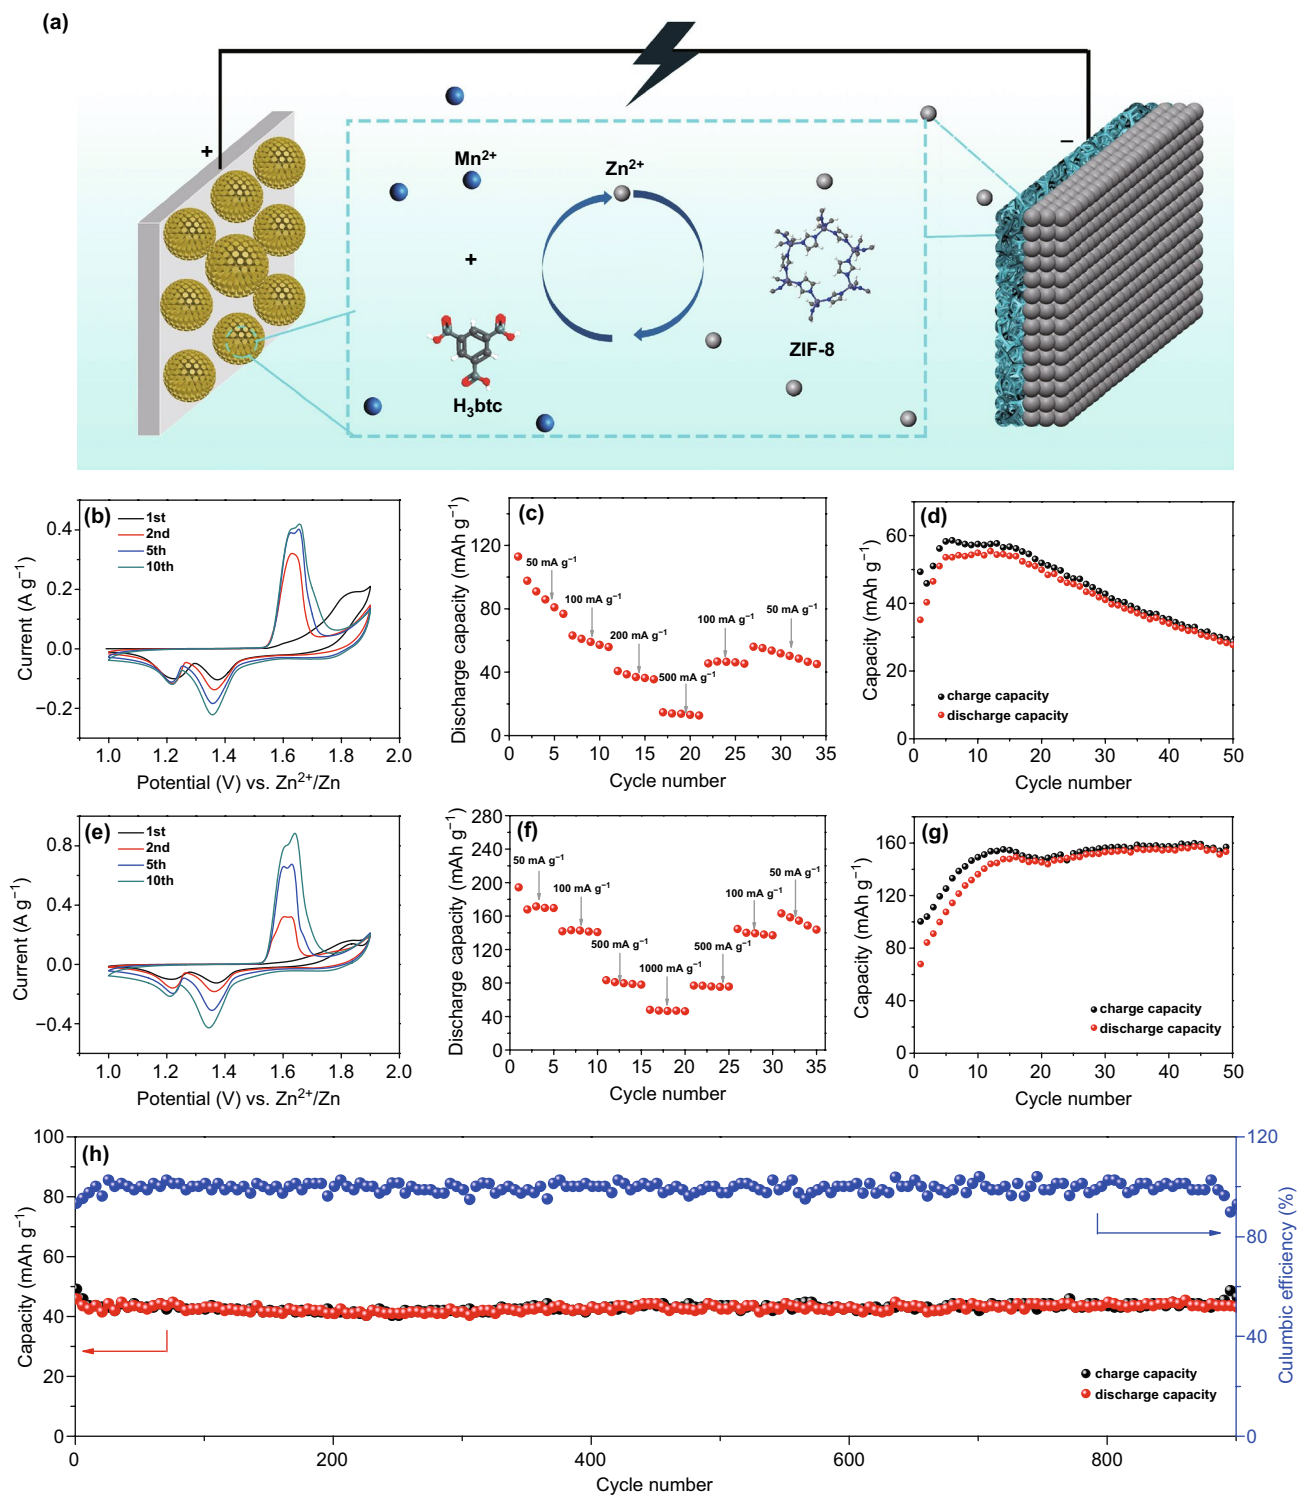 (a)
+
−
Mn²⁺
Zn²⁺
+
ZIF-8
H₃btc
(b)
1st
2nd
5th
10th
0.4
0.2
0.0
−0.2
Current (A g⁻¹)
1.0 1.2 1.4 1.6 1.8 2.0
Potential (V) vs. Zn²⁺/Zn
(c)
120
80
40
0
Discharge capacity (mAh g⁻¹)
50 mA g⁻¹
100 mA g⁻¹
200 mA g⁻¹
500 mA g⁻¹
100 mA g⁻¹
50 mA g⁻¹
0 5 10 15 20 25 30 35
Cycle number
(d)
60
40
20
0
Capacity (mAh g⁻¹)
charge capacity
discharge capacity
0 10 20 30 40 50
Cycle number
(e)
1st
2nd
5th
10th
0.8
0.4
0.0
−0.4
Current (A g⁻¹)
1.0 1.2 1.4 1.6 1.8 2.0
Potential (V) vs. Zn²⁺/Zn
(f)
280
240
200
160
120
80
40
0
Discharge capacity (mAh g⁻¹)
50 mA g⁻¹
100 mA g⁻¹
500 mA g⁻¹
1000 mA g⁻¹
500 mA g⁻¹
100 mA g⁻¹
50 mA g⁻¹
0 5 10 15 20 25 30 35
Cycle number
(g)
160
120
80
40
0
Capacity (mAh g⁻¹)
charge capacity
discharge capacity
0 10 20 30 40 50
Cycle number
(h)
100
80
60
40
20
0
Capacity (mAh g⁻¹)
120
80
40
0
Culumbic efficiency (%)
charge capacity
discharge capacity
0 200 400 600 800
Cycle number